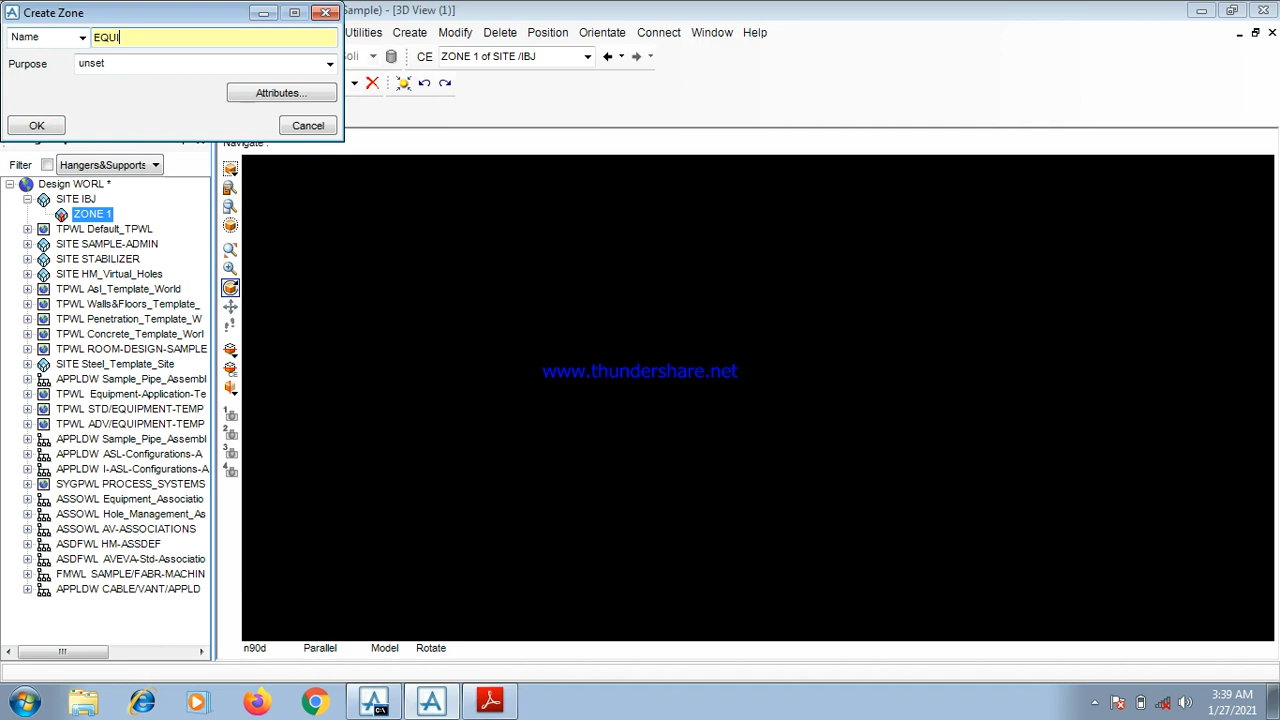 Create Zone
Sample) - [3D View (1)]
Name EQUI
Purpose unset
Attributes...
OK Cancel
Utilities Create Modify Delete Position Orientate Connect Window Help
CE ZONE 1 of SITE /IBJ
Navigate :
Filter Hangers&Supports
Design WORL *
SITE IBJ
ZONE 1
TPWL Default_TPWL
SITE SAMPLE-ADMIN
SITE STABILIZER
SITE HM_Virtual_Holes
TPWL Asl_Template_World
TPWL Walls&Floors_Template_
TPWL Penetration_Template_W
TPWL Concrete_Template_Worl
TPWL ROOM-DESIGN-SAMPLE
SITE Steel_Template_Site
APPLDW Sample_Pipe_Assembl
TPWL Equipment-Application-Te
TPWL STD/EQUIPMENT-TEMP
TPWL ADV/EQUIPMENT-TEMP
APPLDW Sample_Pipe_Assembl
APPLDW ASL-Configurations-A
APPLDW I-ASL-Configurations-A
SYGPWL PROCESS_SYSTEMS
ASSOWL Equipment_Associatio
ASSOWL Hole_Management_As
ASSOWL AV-ASSOCIATIONS
ASDFWL HM-ASSDEF
ASDFWL AVEVA-Std-Associatio
FMWL SAMPLE/FABR-MACHIN
APPLDW CABLE/VANT/APPLD
1
2
3
4
www.thundershare.net
n90d Parallel Model Rotate
3:39 AM
1/27/2021